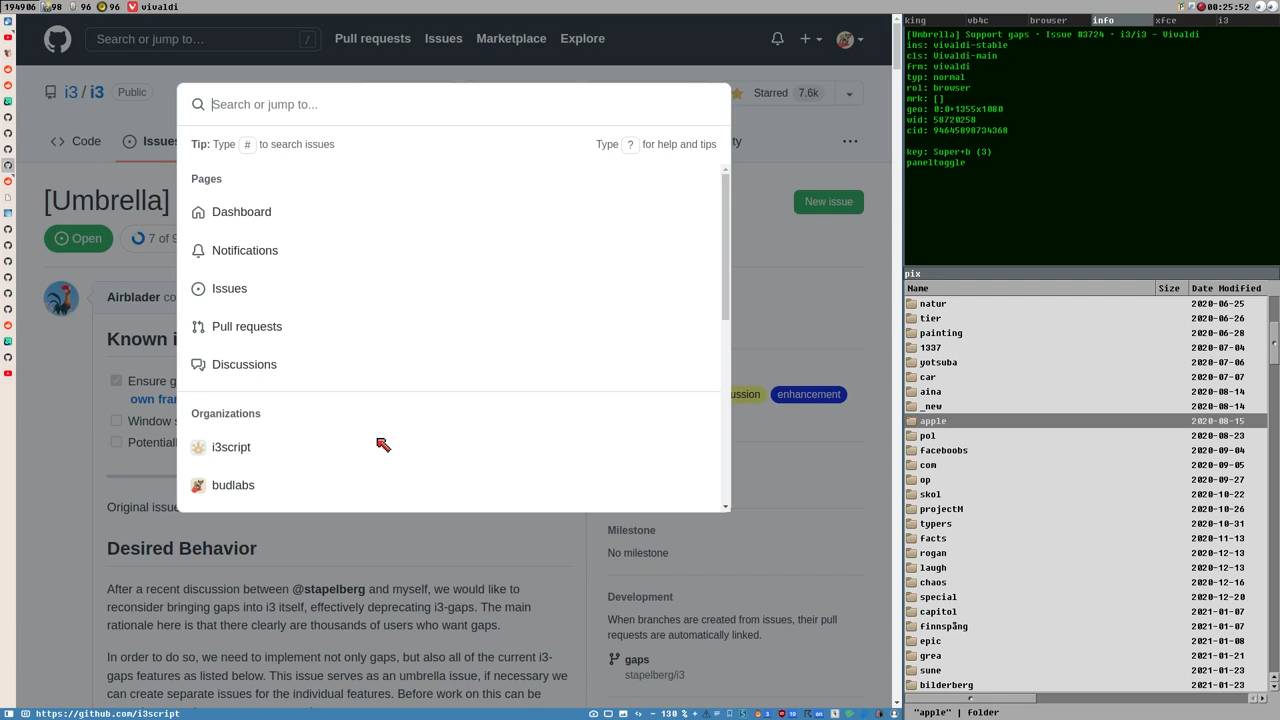 194906 98 96 96 vivaldi 00:25:52
Search or jump to... /
Pull requests Issues Marketplace Explore
i3 / i3 Public
Starred 7.6k
Code
Issues
ty
[Umbrella]
New issue
Open
7 of 9
Airblader co
Known i
Ensure g
own fran
Window s
Potentially
Original issue
Search or jump to...
Tip: Type # to search issues
Type ? for help and tips
Pages
Dashboard
Notifications
Issues
Pull requests
Discussions
Organizations
i3script
budlabs
ussion enhancement
Desired Behavior
After a recent discussion between @stapelberg and myself, we would like to
reconsider bringing gaps into i3 itself, effectively deprecating i3-gaps. The main
rationale here is that there clearly are thousands of users who want gaps.
In order to do so, we need to implement not only gaps, but also all of the current i3-
gaps features as listed below. This issue serves as an umbrella issue, if necessary we
can create separate issues for the individual features. Before work on this can be
Milestone
No milestone
Development
When branches are created from issues, their pull
requests are automatically linked.
gaps
stapelberg/i3
https://github.com/i3script
130 %
king vb4c browser info xfce i3
[Umbrella] Support gaps · Issue #3724 · i3/i3 - Vivaldi
ins: vivaldi-stable
cls: Vivaldi-main
frm: vivaldi
typ: normal
rol: browser
mrk: []
geo: 0:0+1355x1080
wid: 58720258
cid: 94645898734368
key: Super+b (3)
paneltoggle
pix
Name Size Date Modified
natur 2020-06-25
tier 2020-06-26
painting 2020-06-28
1337 2020-07-04
yotsuba 2020-07-06
car 2020-07-07
aina 2020-08-14
_new 2020-08-14
apple 2020-08-15
pol 2020-08-23
faceboobs 2020-09-04
com 2020-09-05
op 2020-09-27
skol 2020-10-22
projectM 2020-10-26
typers 2020-10-31
facts 2020-11-13
rogan 2020-12-13
laugh 2020-12-13
chaos 2020-12-16
special 2020-12-20
capitol 2021-01-07
finnspång 2021-01-07
epic 2021-01-08
grea 2021-01-21
sune 2021-01-23
bilderberg 2021-01-23
"apple" | folder